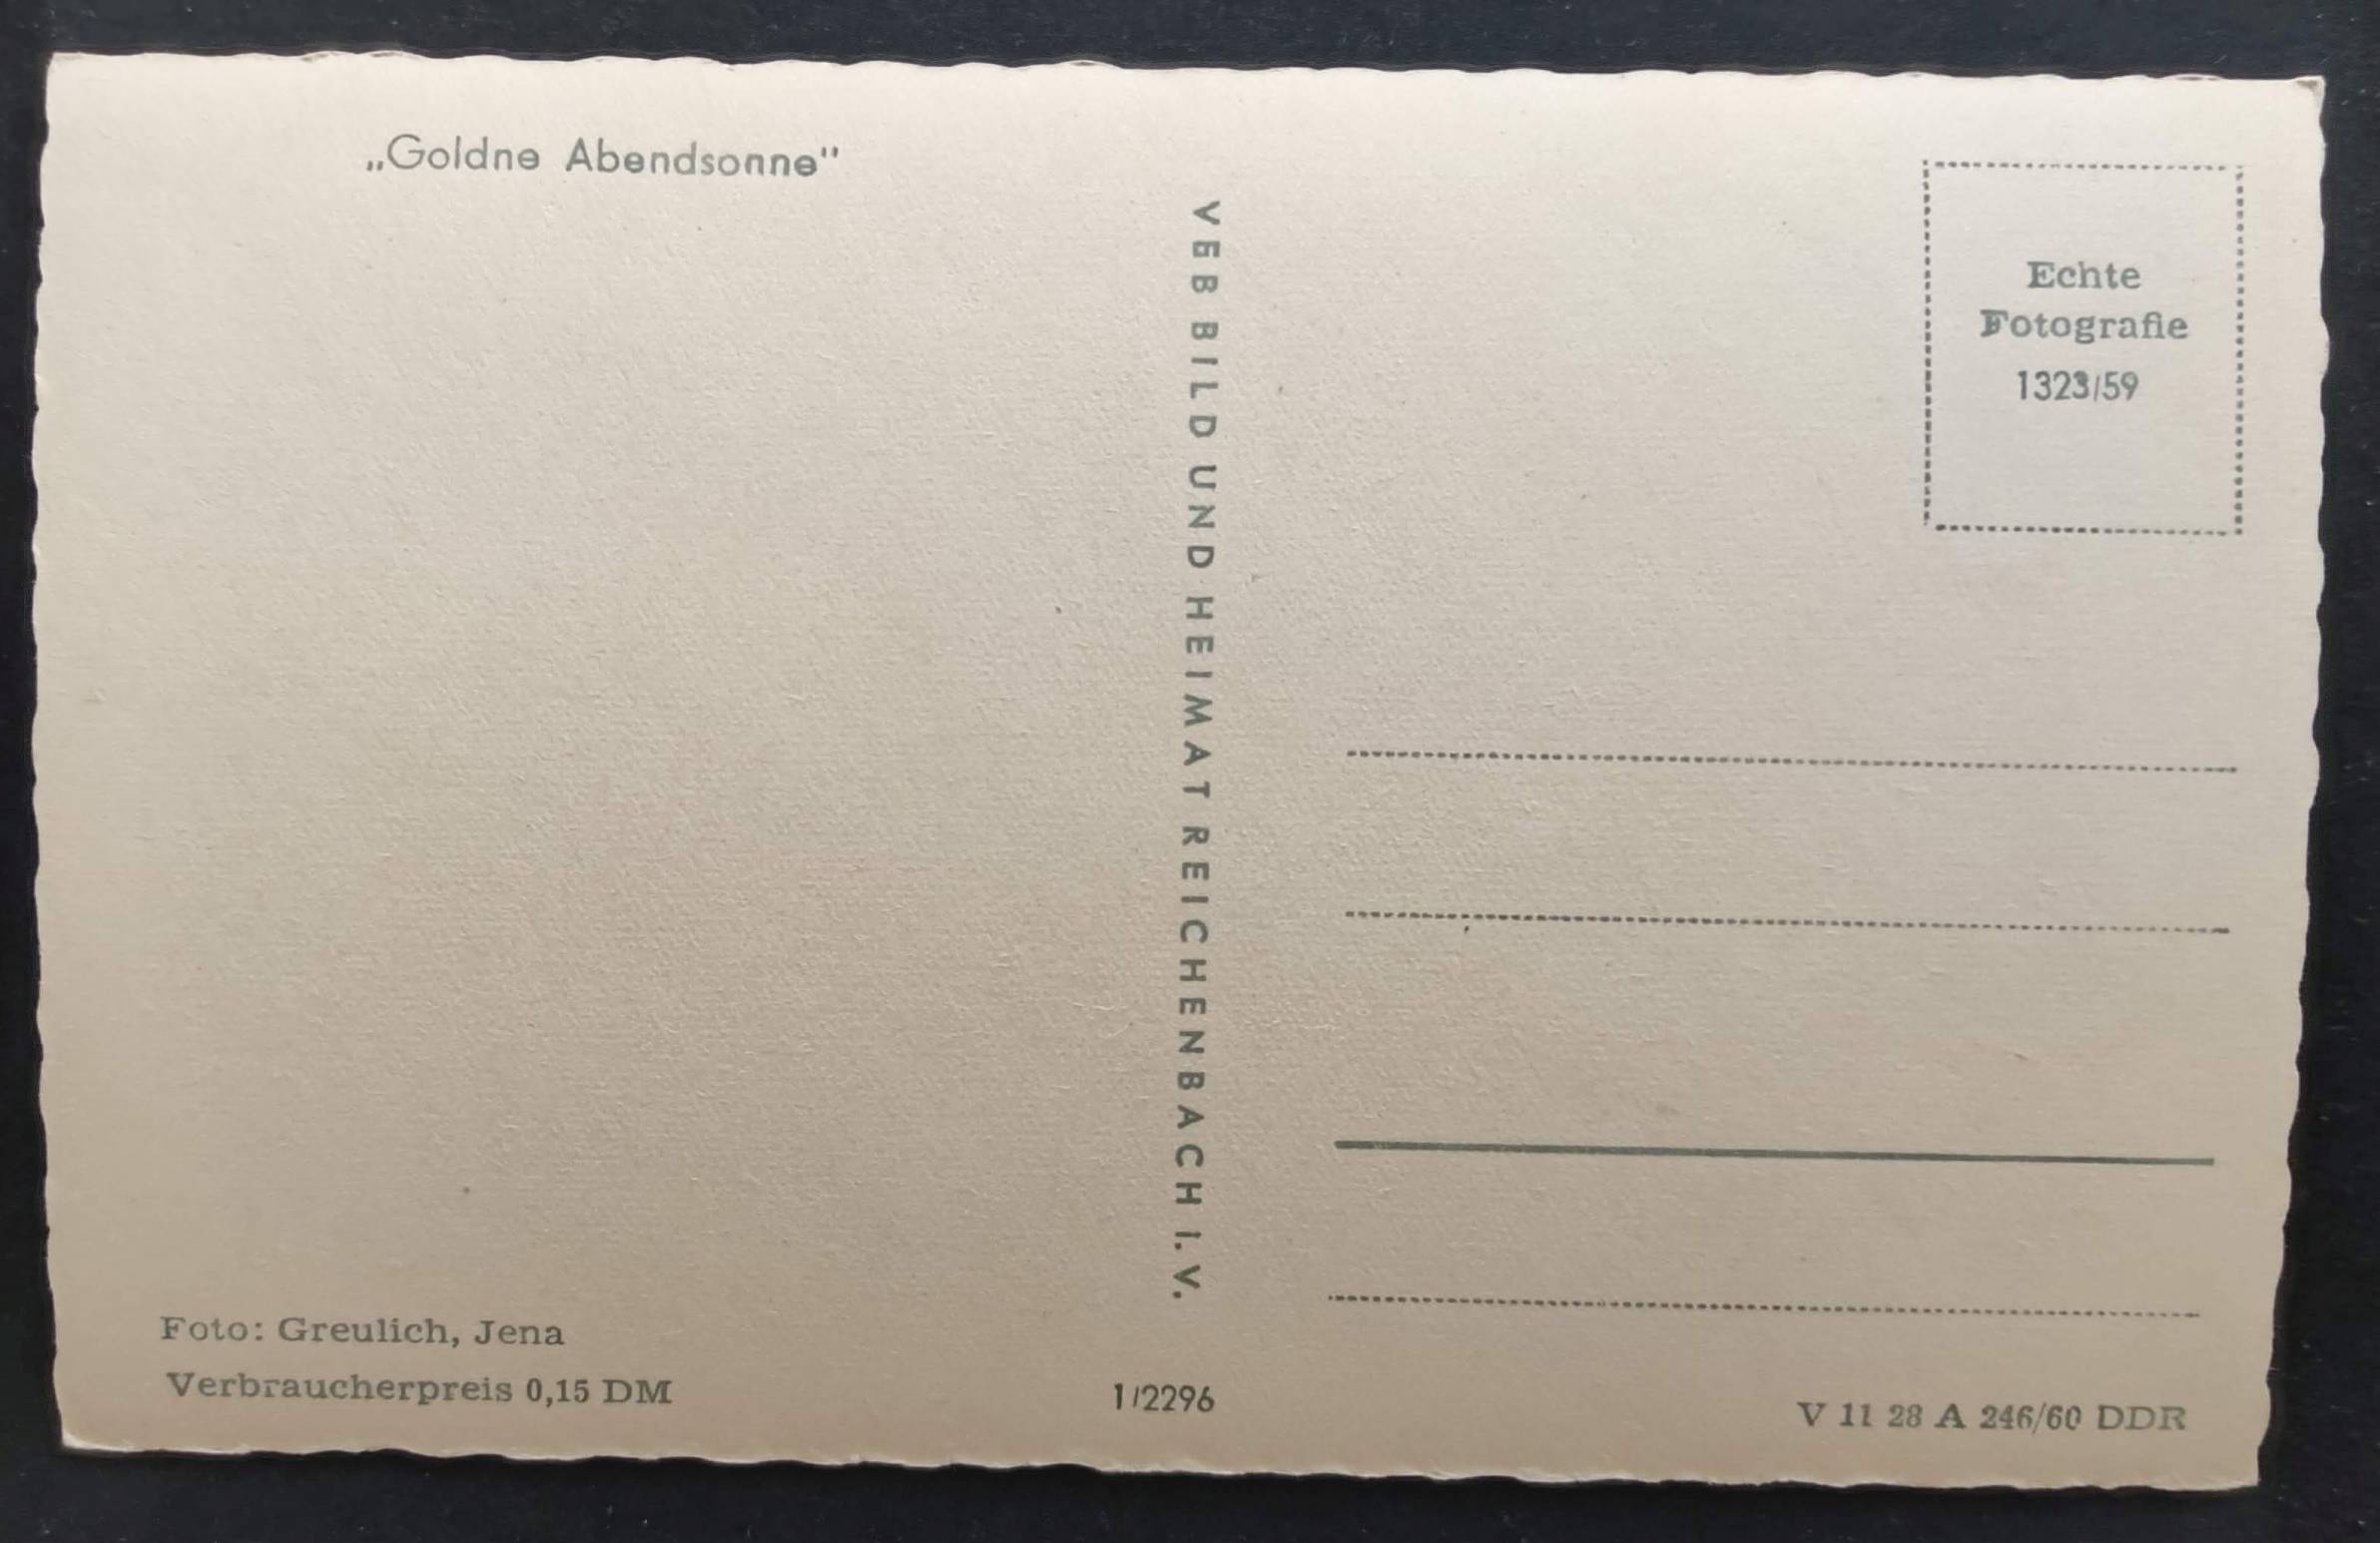 „Goldne Abendsonne"
VEB BILD UND HEIMAT REICHENBACH I. V.
Echte
Fotografie
1323/59
Foto: Greulich, Jena
Verbraucherpreis 0,15 DM
1/2296
V 11 28 A 246/60 DDR